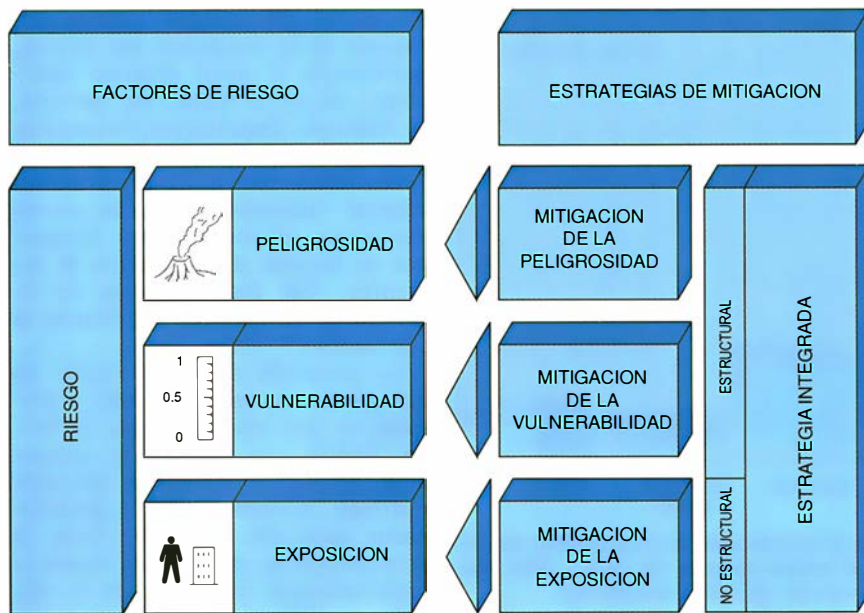 FACTORES DE RIESGO
ESTRATEGIAS DE MITIGACION
RIESGO
PELIGROSIDAD
MITIGACION
DE LA
PELIGROSIDAD
1
0.5
0
VULNERABILIDAD
MITIGACION
DE LA
VULNERABILIDAD
EXPOSICION
MITIGACION
DE LA
EXPOSICION
ESTRUCTURAL
NO ESTRUCTURAL
ESTRATEGIA INTEGRADA